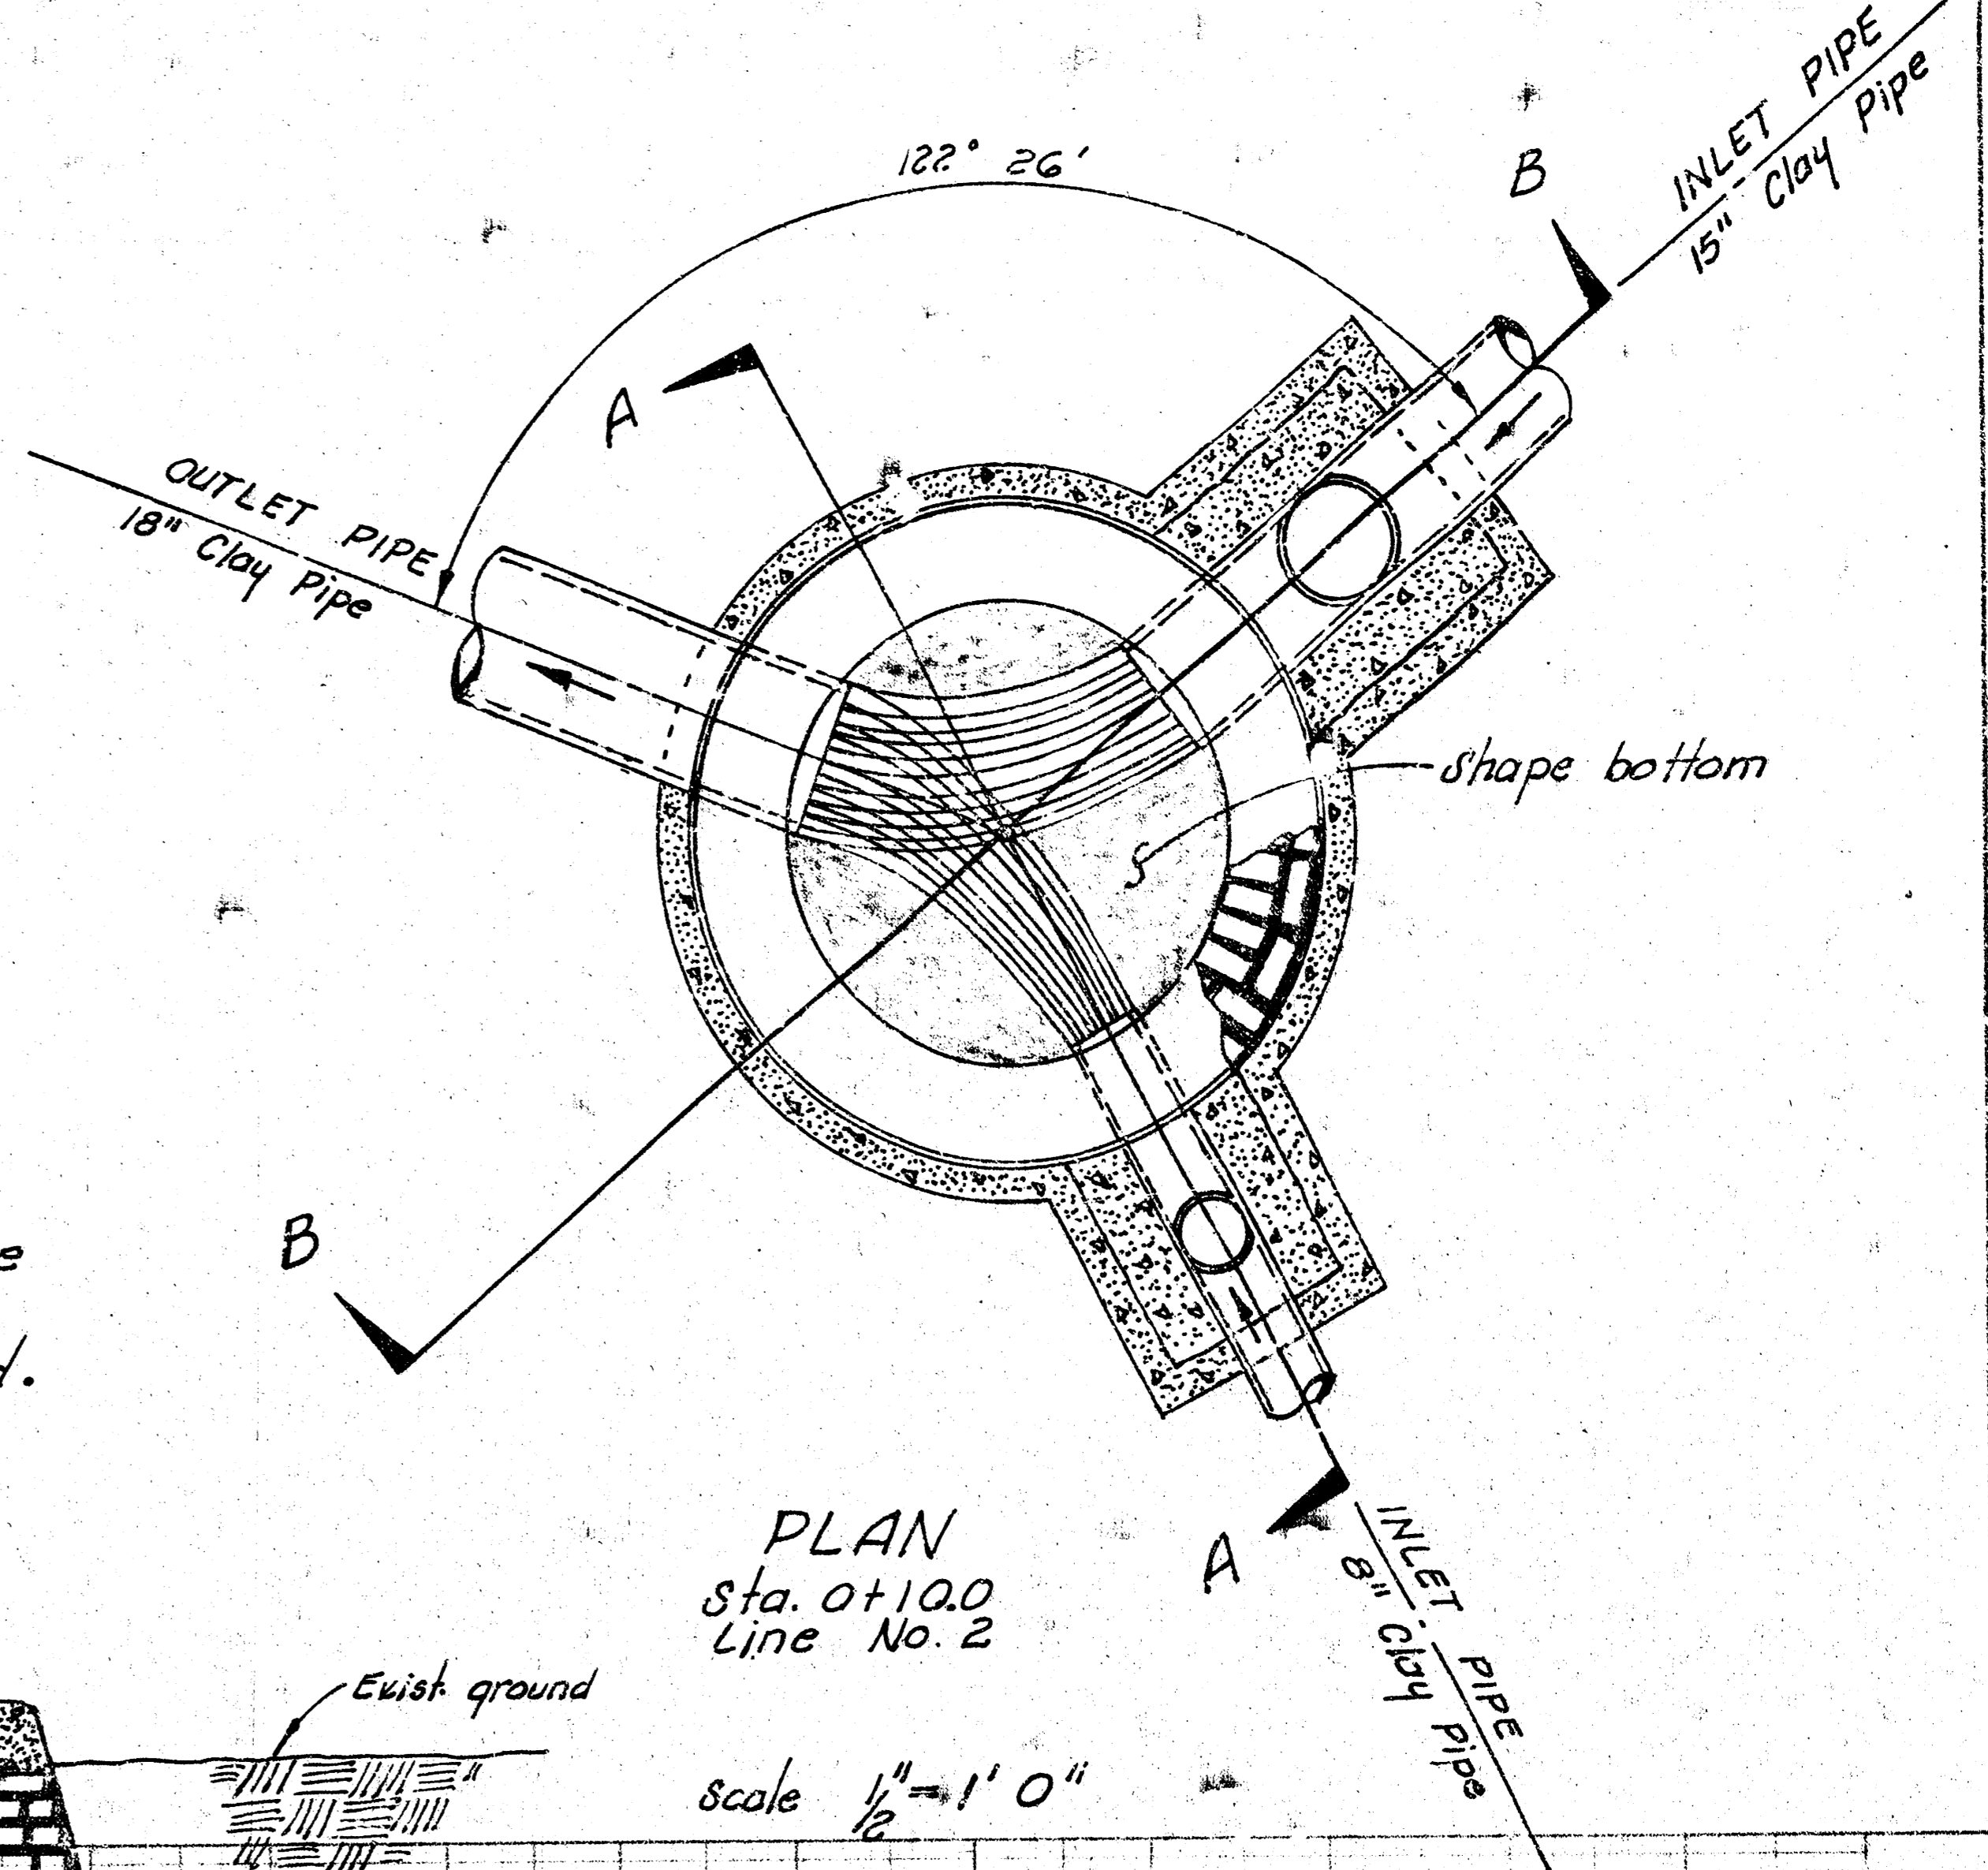 122° 26'
INLET PIPE
15" Clay Pipe
B
A
OUTLET PIPE
18" Clay Pipe
Shape bottom
B
e
d.
A
INLET PIPE
8" Clay Pipe
PLAN
Sta. 0+10.0
Line No. 2
Exist. ground
Scale 1/2" = 1' 0"